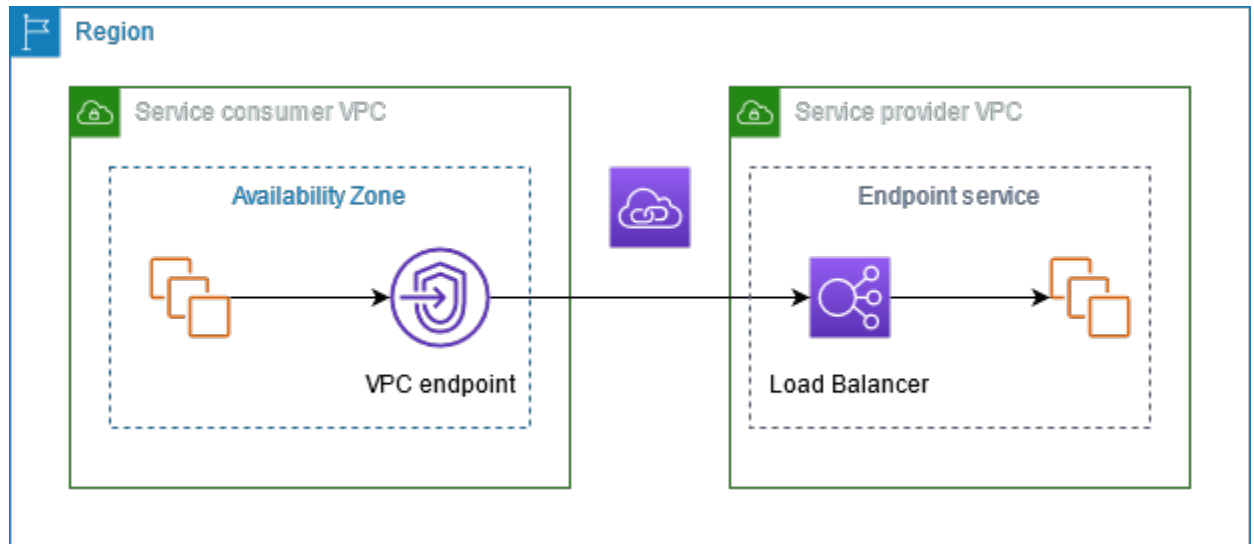 Region
Service consumer VPC
Service provider VPC
Availability Zone
Endpoint service
VPC endpoint
Load Balancer